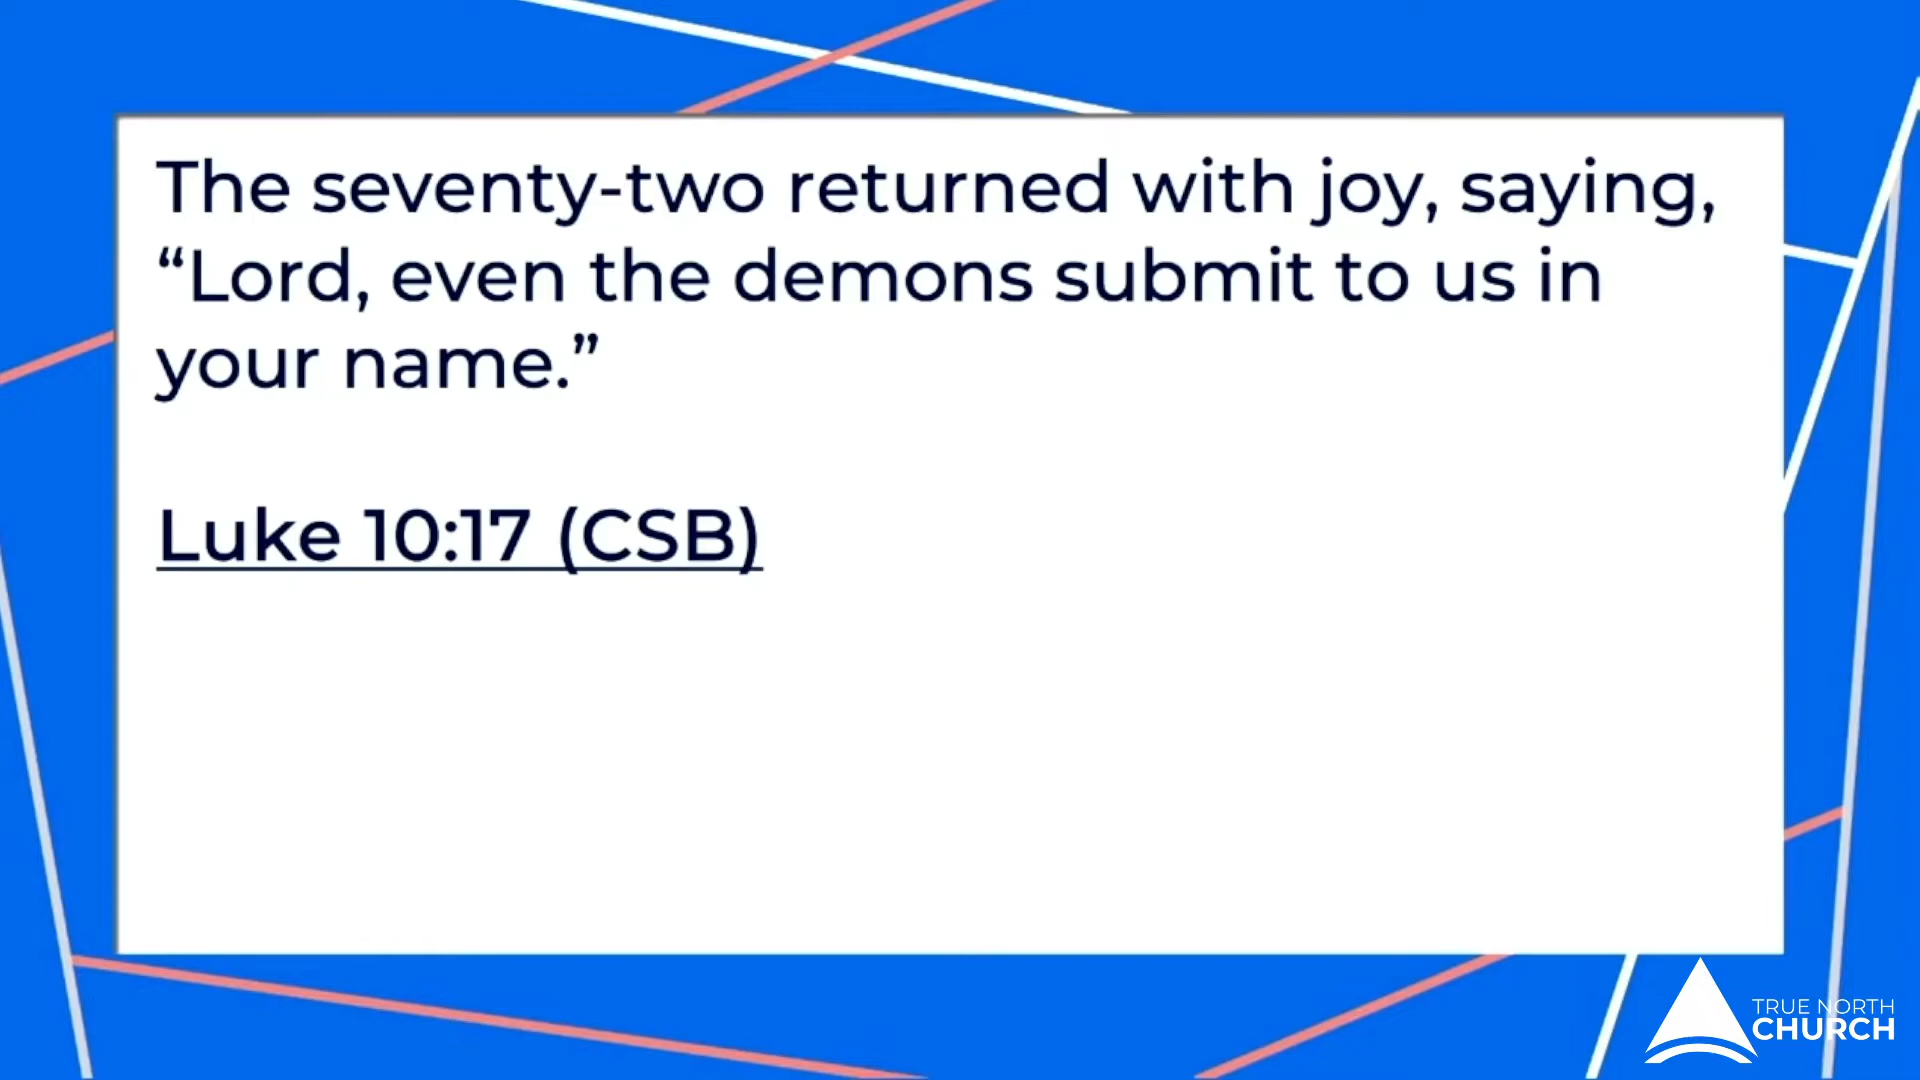 The seventy-two returned with joy, saying,
“Lord, even the demons submit to us in
your name.”
Luke 10:17 (CSB)
TRUE NORTH
CHURCH